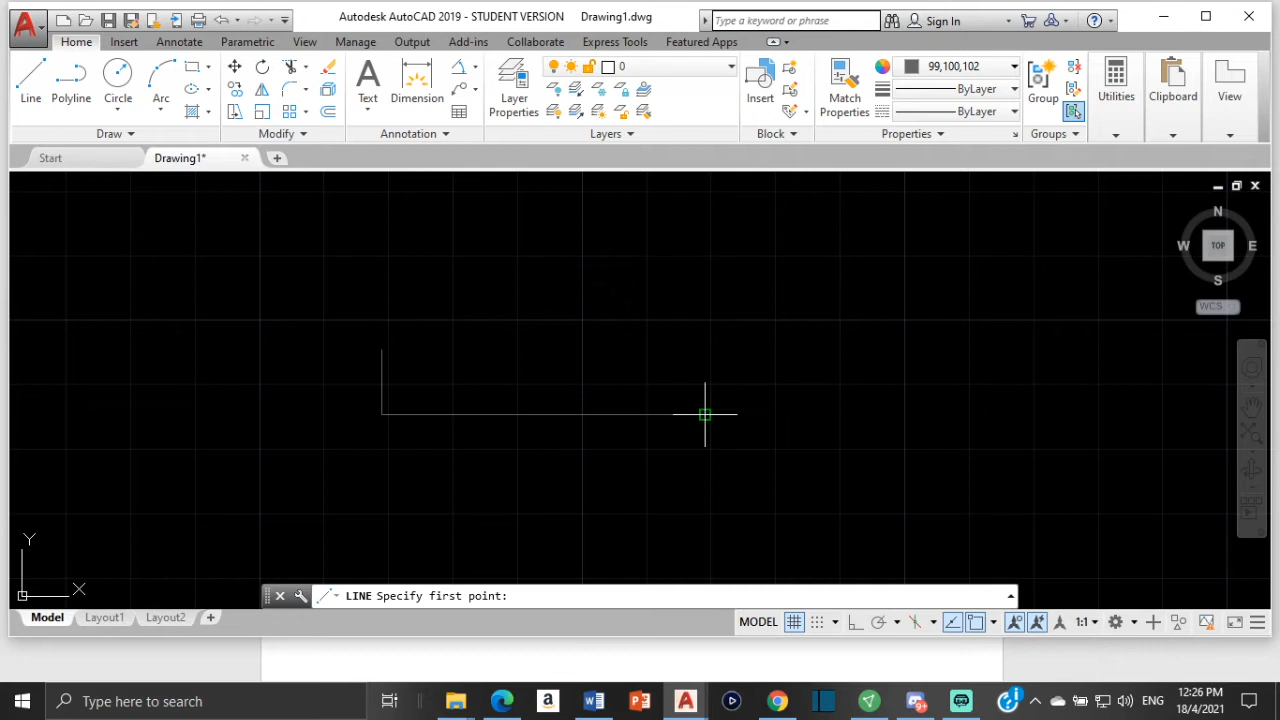 Autodesk AutoCAD 2019 - STUDENT VERSION Drawing1.dwg
Type a keyword or phrase
Sign In
Home Insert Annotate Parametric View Manage Output Add-ins Collaborate Express Tools Featured Apps
Line Polyline Circle Arc
Text Dimension
Layer Properties
0
Insert
Match Properties
99,100,102
ByLayer
ByLayer
Group
Utilities
Clipboard
View
Draw Modify Annotation Layers Block Properties Groups
Start Drawing1*
N
W TOP E
S
WCS
Y
X
LINE Specify first point:
Model Layout1 Layout2
MODEL 1:1
Type here to search
ENG
12:26 PM
18/4/2021